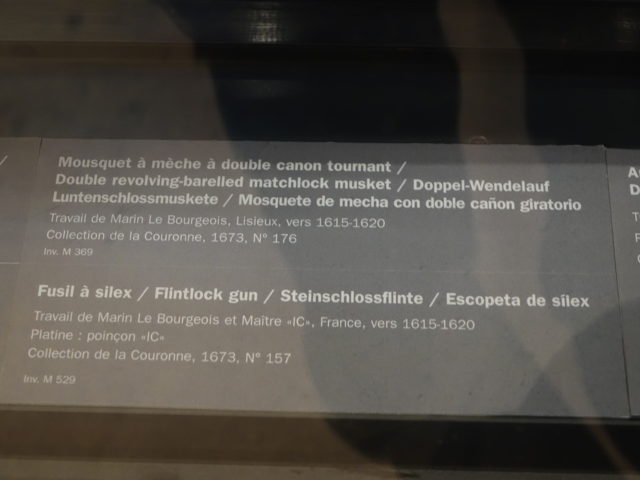 Mousquet à mèche à double canon tournant /
Double revolving-barelled matchlock musket / Doppel-Wendelauf
Luntenschlossmuskete / Mosquete de mecha con doble cañon giratorio
Travail de Marin Le Bourgeois, Lisieux, vers 1615-1620
Collection de la Couronne, 1673, N° 176
Inv. M 369
Fusil à silex / Flintlock gun / Steinschlossflinte / Escopeta de sílex
Travail de Marin Le Bourgeois et Maître «IC», France, vers 1615-1620
Platine : poinçon «IC«
Collection de la Couronne, 1673, N° 157
Inv. M 529